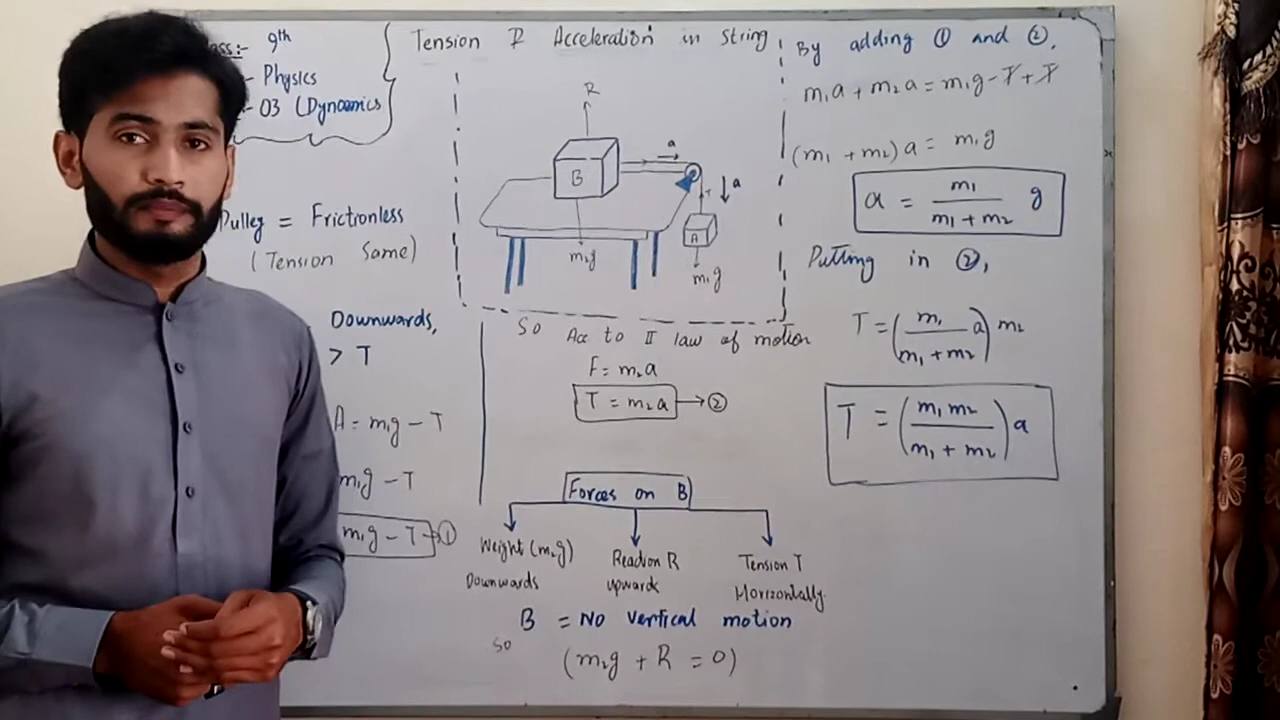 9th
- Physics
:- 03 (Dynamics
Pulley = Frictionless
(Tension Same)
Downwards,
> T
A = m₁g - T
m₁g - T
m₁g - T → ①
Tension & Acceleration in String
R
a
B
T
a
A
m₂g
m₁g
So Acc to II law of motion
F = m₂a
T = m₂a → ②
Forces on B
Weight (m₂g)
Downwards
Reaction R
upwards
Tension T
Horizontally
B = No vertical motion
so
(m₂g + R = 0)
By adding ① and ②,
m₁a + m₂a = m₁g - T + T
(m₁ + m₂) a = m₁g
a = m₁ / m₁ + m₂ g
Putting in ②,
T = (m₁ / m₁ + m₂ a) m₂
T = (m₁ m₂ / m₁ + m₂) a